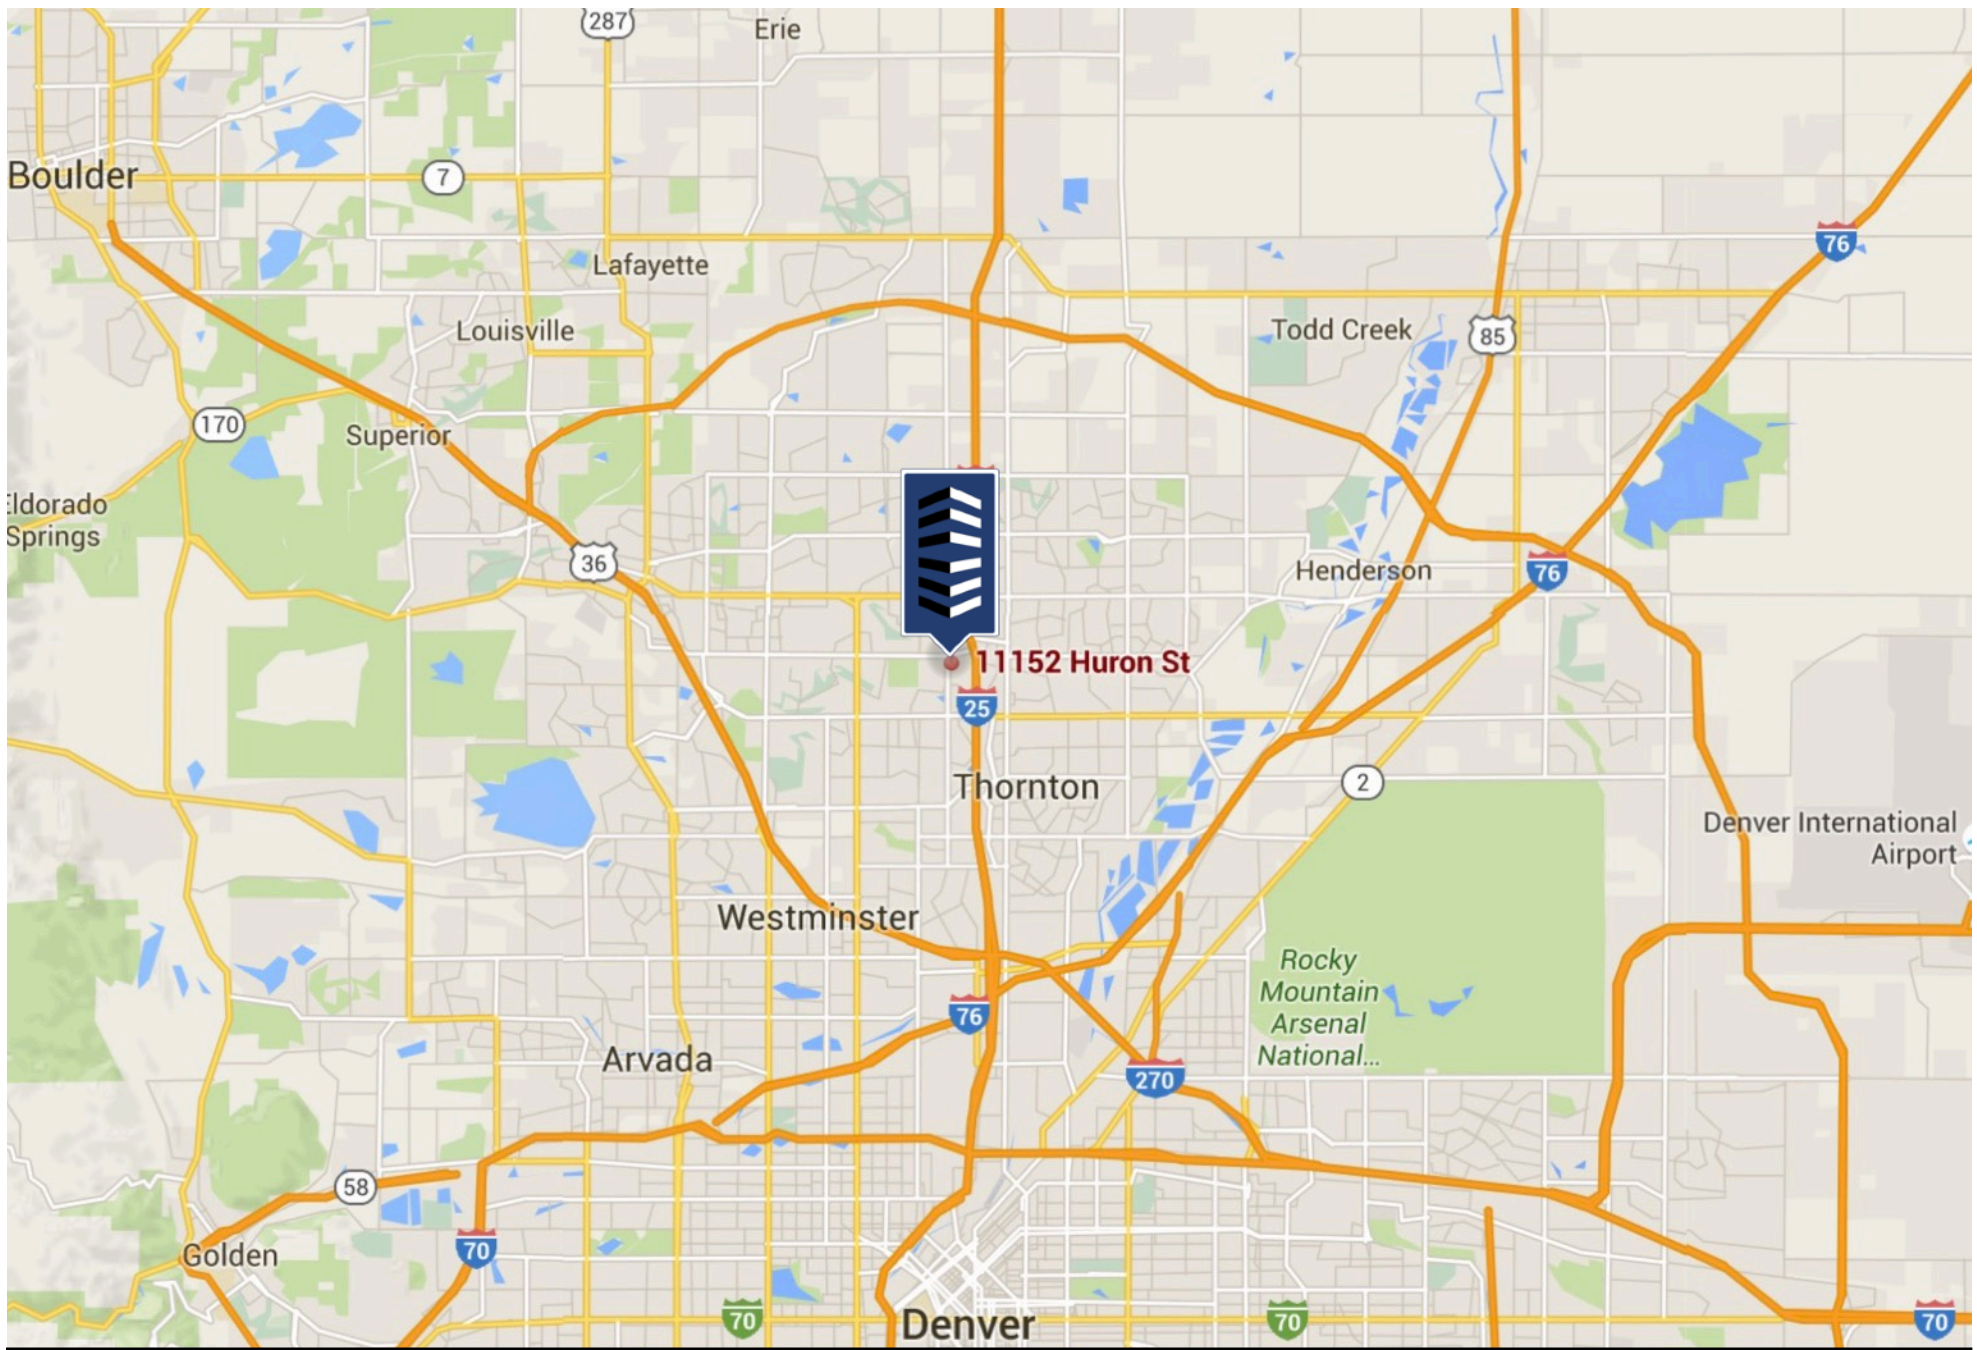 287
Erie
Boulder
7
76
Lafayette
Louisville
Todd Creek
85
170
Superior
Eldorado
Springs
36
Henderson
76
11152 Huron St
25
Thornton
2
Denver International
Airport
Westminster
Rocky
Mountain
Arsenal
National...
76
Arvada
270
58
Golden
70
70
70
70
Denver